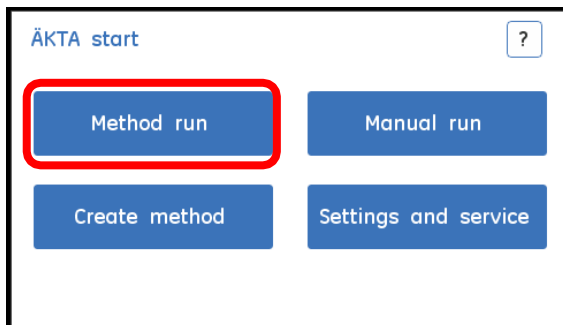 ÄKTA start
?
Method run
Manual run
Create method
Settings and service